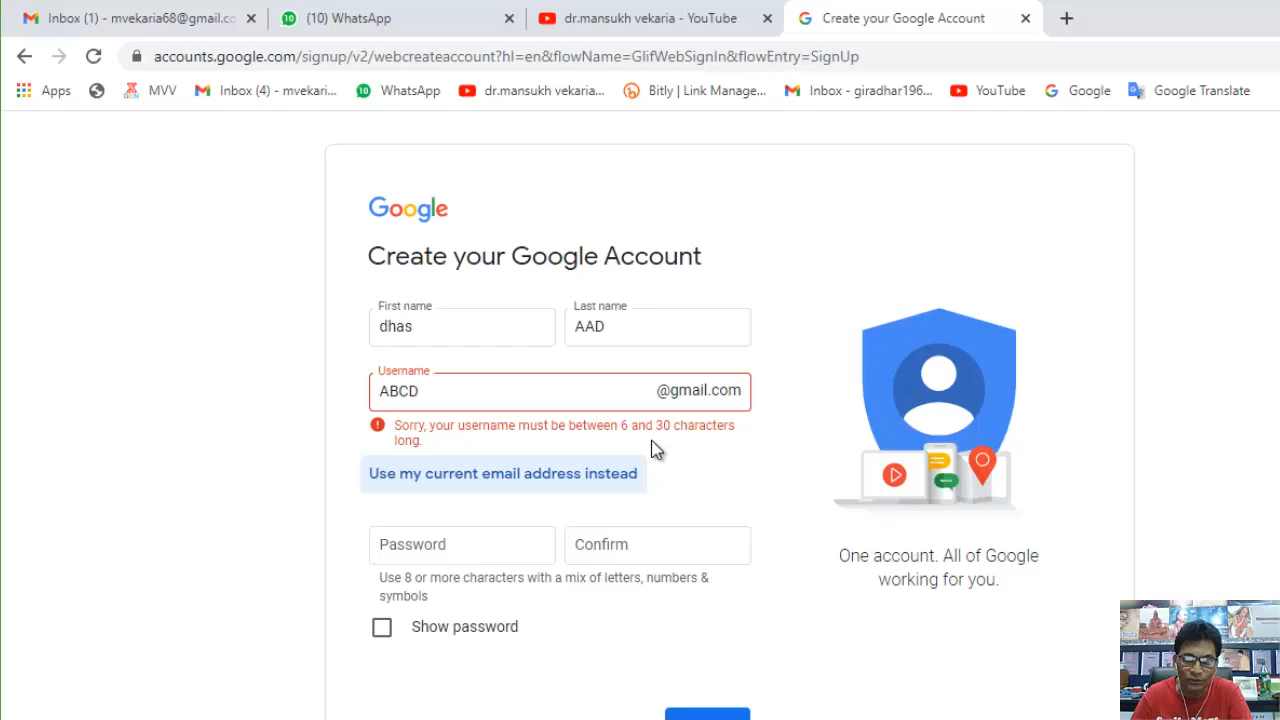 Inbox (1) - mvekaria68@gmail.co
(10) WhatsApp
dr.mansukh vekaria - YouTube
Create your Google Account
accounts.google.com/signup/v2/webcreateaccount?hl=en&flowName=GlifWebSignIn&flowEntry=SignUp
Apps
MVV
Inbox (4) - mvekari...
WhatsApp
dr.mansukh vekaria...
Bitly | Link Manage...
Inbox - giradhar196...
YouTube
Google
Google Translate
Google
Create your Google Account
First name
dhas
Last name
AAD
Username
ABCD
@gmail.com
Sorry, your username must be between 6 and 30 characters
long.
Use my current email address instead
Password
Confirm
Use 8 or more characters with a mix of letters, numbers &
symbols
Show password
One account. All of Google
working for you.